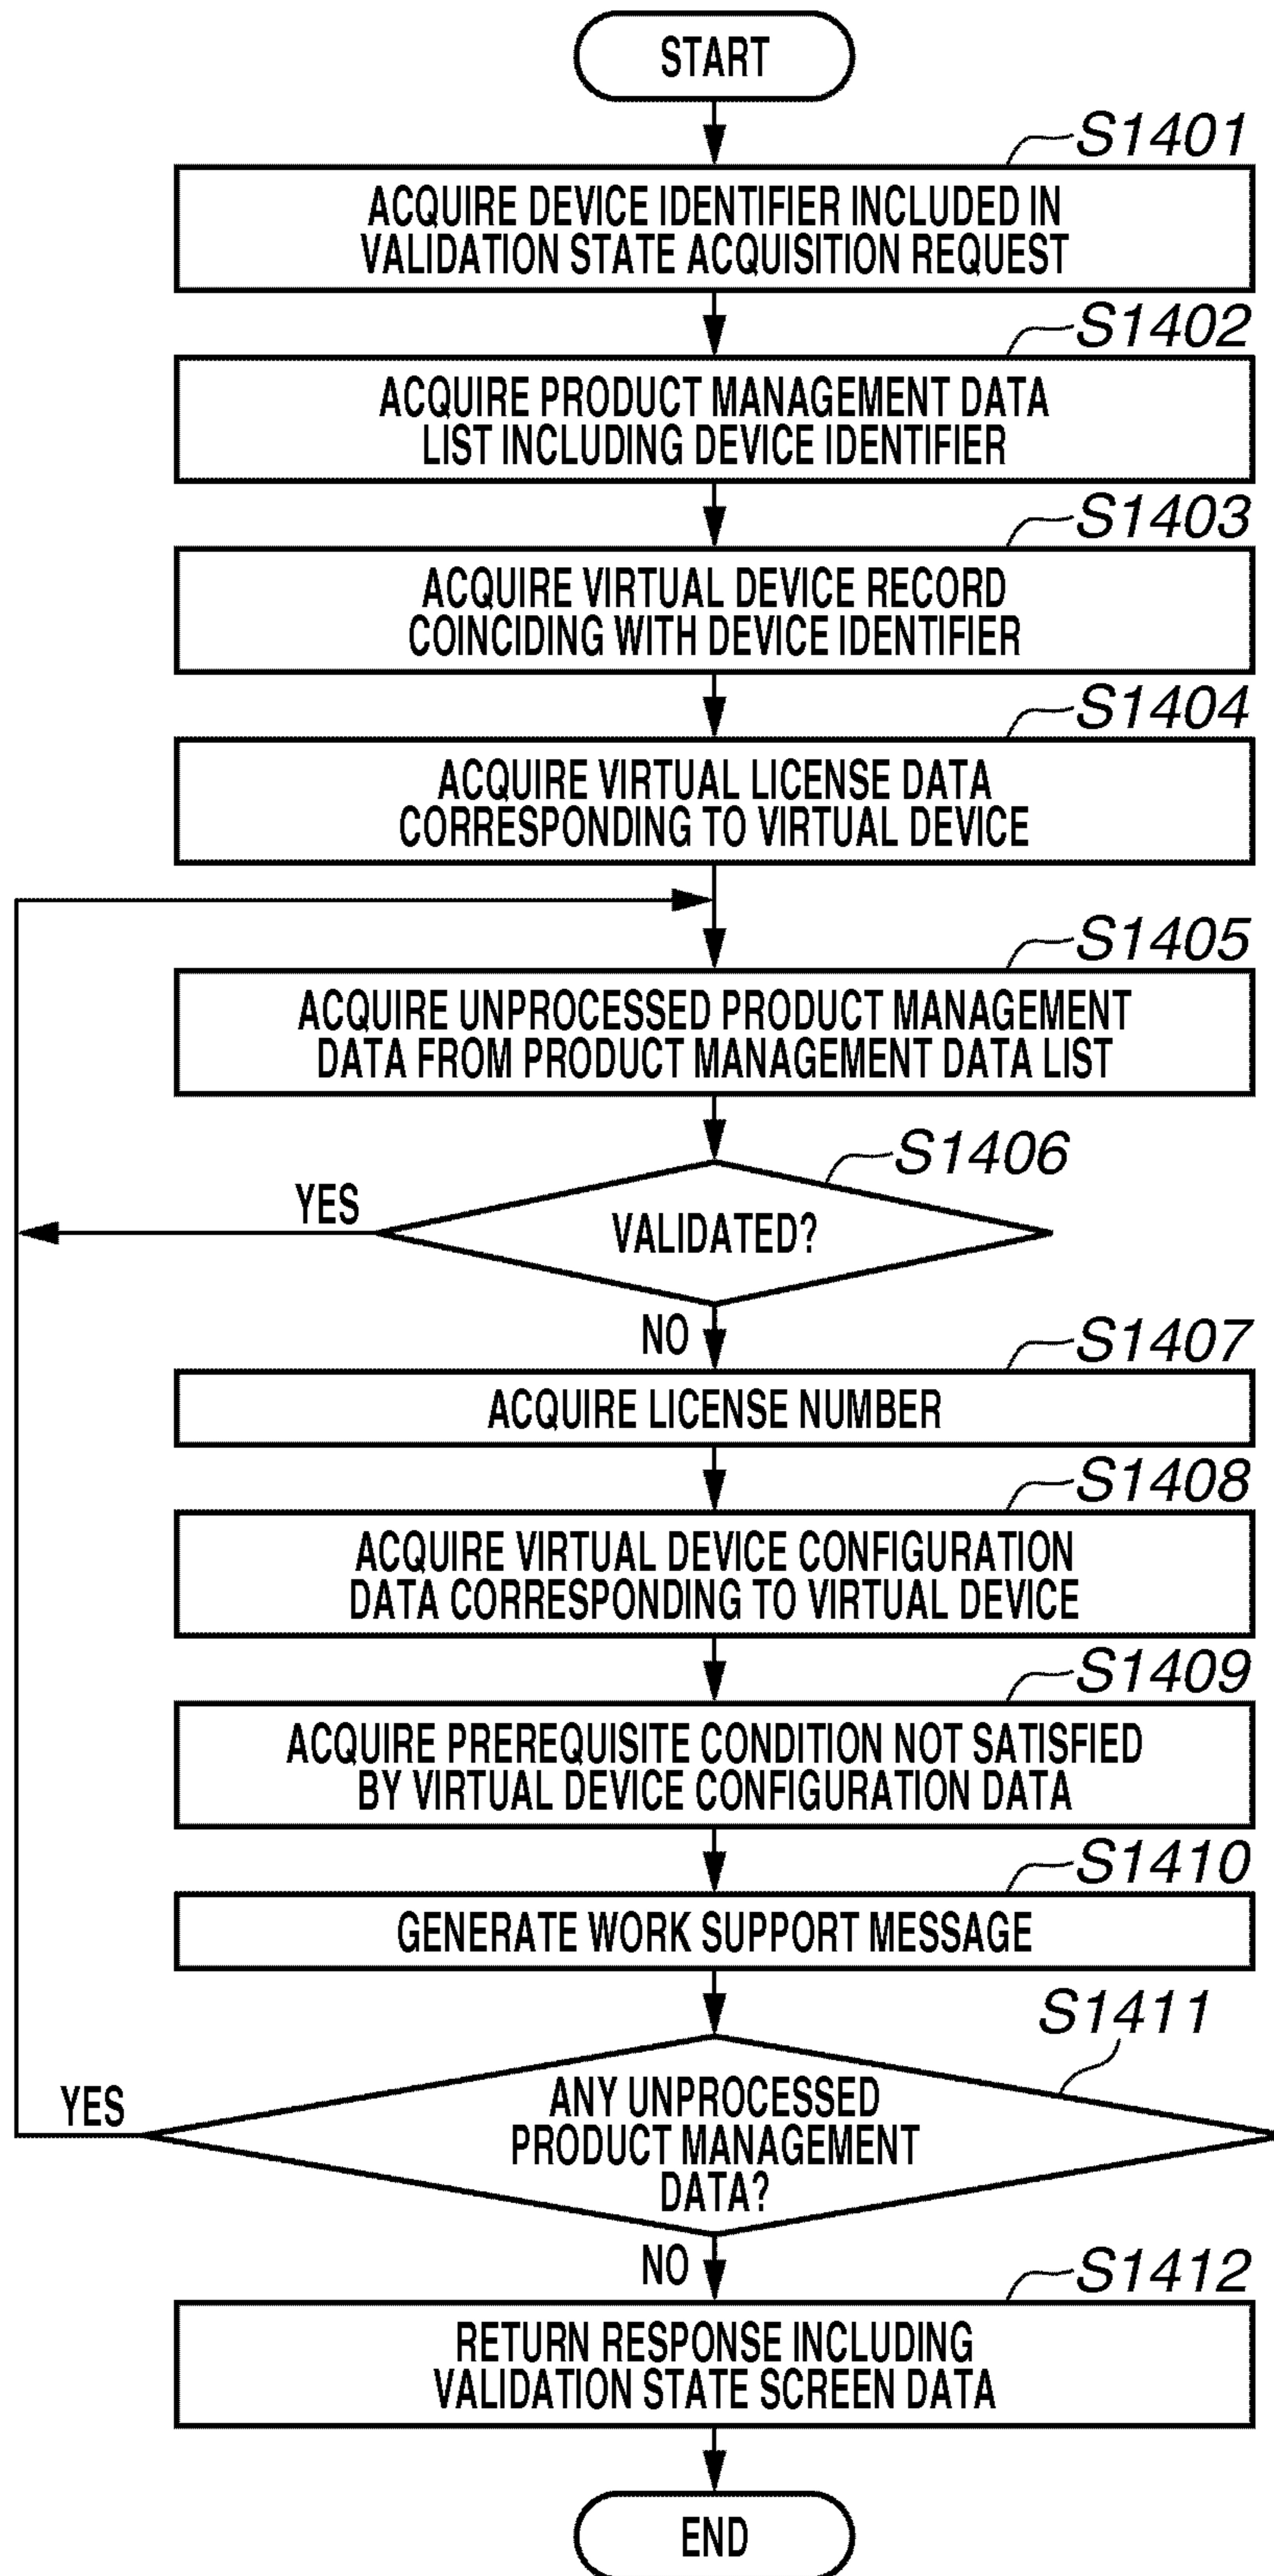 START
S1401
ACQUIRE DEVICE IDENTIFIER INCLUDED IN
VALIDATION STATE ACQUISITION REQUEST
S1402
ACQUIRE PRODUCT MANAGEMENT DATA
LIST INCLUDING DEVICE IDENTIFIER
S1403
ACQUIRE VIRTUAL DEVICE RECORD
COINCIDING WITH DEVICE IDENTIFIER
S1404
ACQUIRE VIRTUAL LICENSE DATA
CORRESPONDING TO VIRTUAL DEVICE
S1405
ACQUIRE UNPROCESSED PRODUCT MANAGEMENT
DATA FROM PRODUCT MANAGEMENT DATA LIST
S1406
YES
VALIDATED?
NO
S1407
ACQUIRE LICENSE NUMBER
S1408
ACQUIRE VIRTUAL DEVICE CONFIGURATION
DATA CORRESPONDING TO VIRTUAL DEVICE
S1409
ACQUIRE PREREQUISITE CONDITION NOT SATISFIED
BY VIRTUAL DEVICE CONFIGURATION DATA
S1410
GENERATE WORK SUPPORT MESSAGE
S1411
YES
ANY UNPROCESSED
PRODUCT MANAGEMENT
DATA?
NO
S1412
RETURN RESPONSE INCLUDING
VALIDATION STATE SCREEN DATA
END